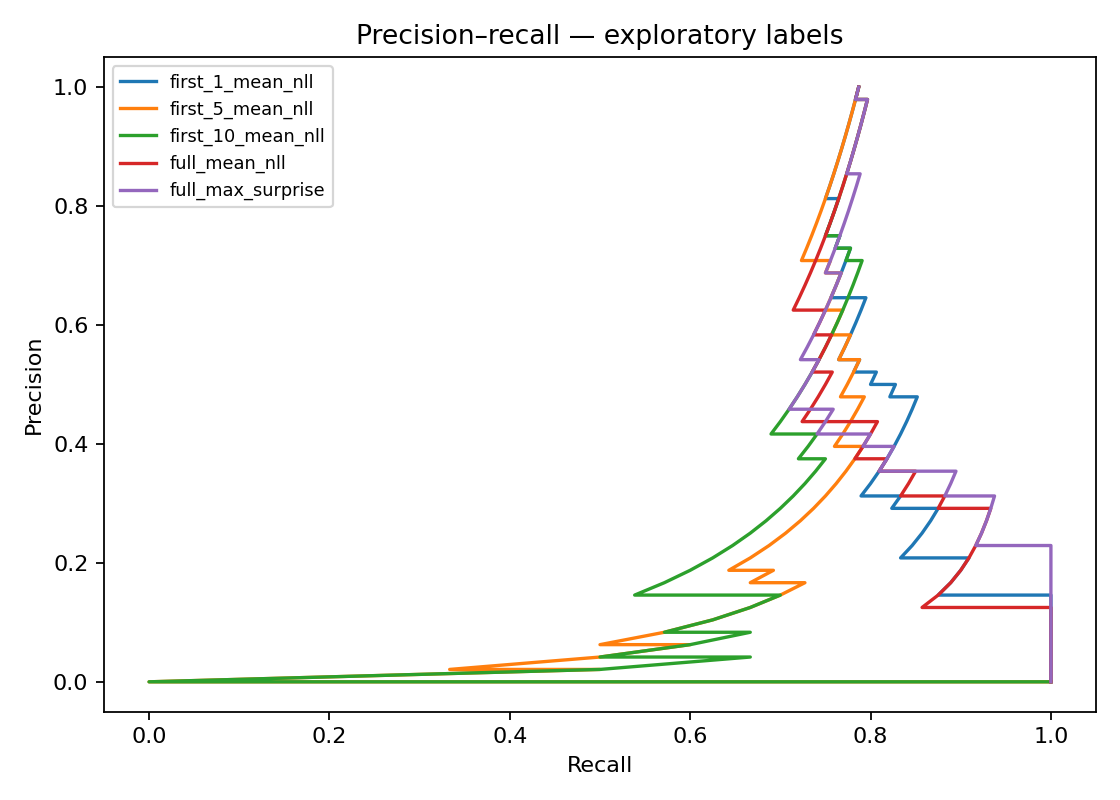 Precision–recall — exploratory labels
first_1_mean_nll
first_5_mean_nll
first_10_mean_nll
full_mean_nll
full_max_surprise
Precision
1.0
0.8
0.6
0.4
0.2
0.0
0.0 0.2 0.4 0.6 0.8 1.0
Recall